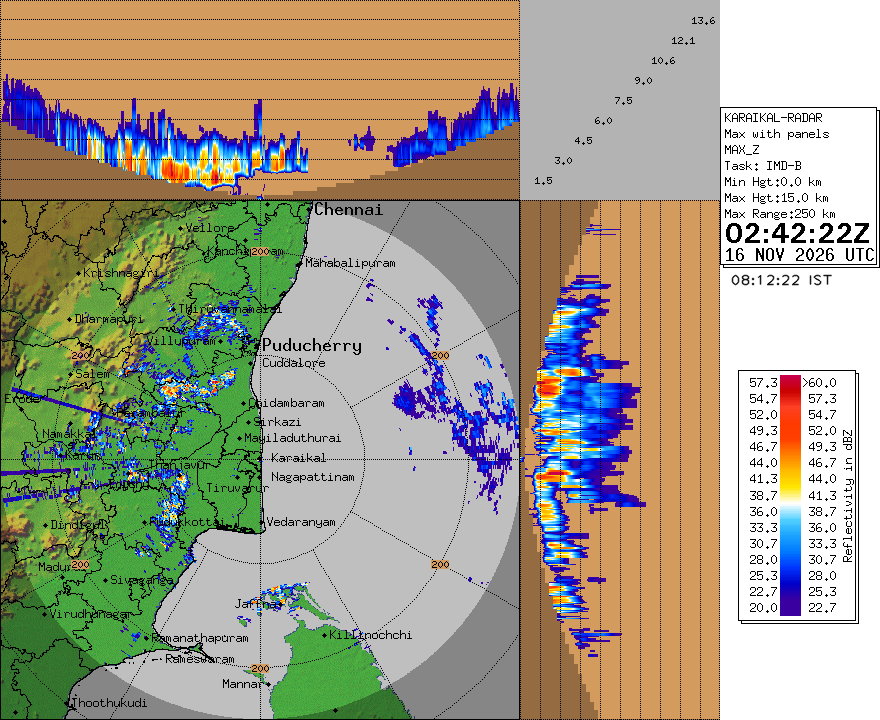 13.6
12.1
10.6
9.0
7.5
6.0
4.5
3.0
1.5
KARAIKAL-RADAR
Max with panels
MAX_Z
Task: IMD-B
Min Hgt:0.0 km
Max Hgt:15.0 km
Max Range:250 km
02:42:22Z
16 NOV 2026 UTC
08:12:22 IST
Chennai
Vellore
200
Mahabalipuram
Krishnagiri
Thiruvannamalai
Dharmapuri
Villupuram
Puducherry
200
200
Cuddalore
Salem
Erode
Chidambaram
Sirkazi
Namakkal
Mayiladuthurai
Karaikal
Thanjavur
Nagapattinam
Tiruvarur
Dindigul
Pudukkottai
Vedaranyam
200
200
Madurai
Sivaganga
Jaffna
Virudhunagar
Killinochchi
Ramanathapuram
Rameswaram
200
Mannar
Thoothukudi
57.3 >60.0
54.7 57.3
52.0 54.7
49.3 52.0
46.7 49.3
44.0 46.7
41.3 44.0
38.7 41.3
36.0 38.7
33.3 36.0
30.7 33.3
28.0 30.7
25.3 28.0
22.7 25.3
20.0 22.7
Reflectivity in dBZ